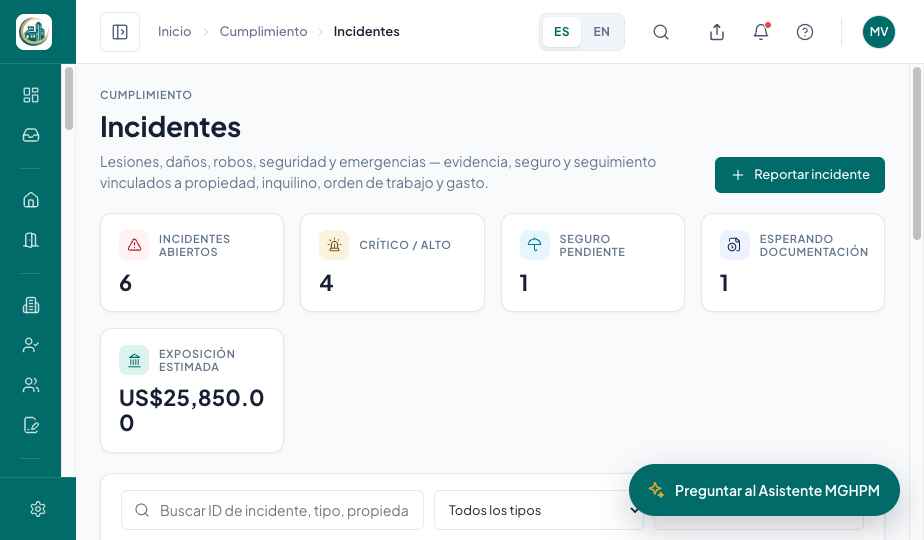 Inicio Cumplimiento Incidentes ES EN MV
CUMPLIMIENTO
Incidentes
Lesiones, daños, robos, seguridad y emergencias — evidencia, seguro y seguimiento
vinculados a propiedad, inquilino, orden de trabajo y gasto.
Reportar incidente
INCIDENTES
ABIERTOS
6
CRÍTICO / ALTO
4
SEGURO
PENDIENTE
1
ESPERANDO
DOCUMENTACIÓN
1
EXPOSICIÓN
ESTIMADA
US$25,850.0
0
Buscar ID de incidente, tipo, propieda
Todos los tipos
Preguntar al Asistente MGHPM